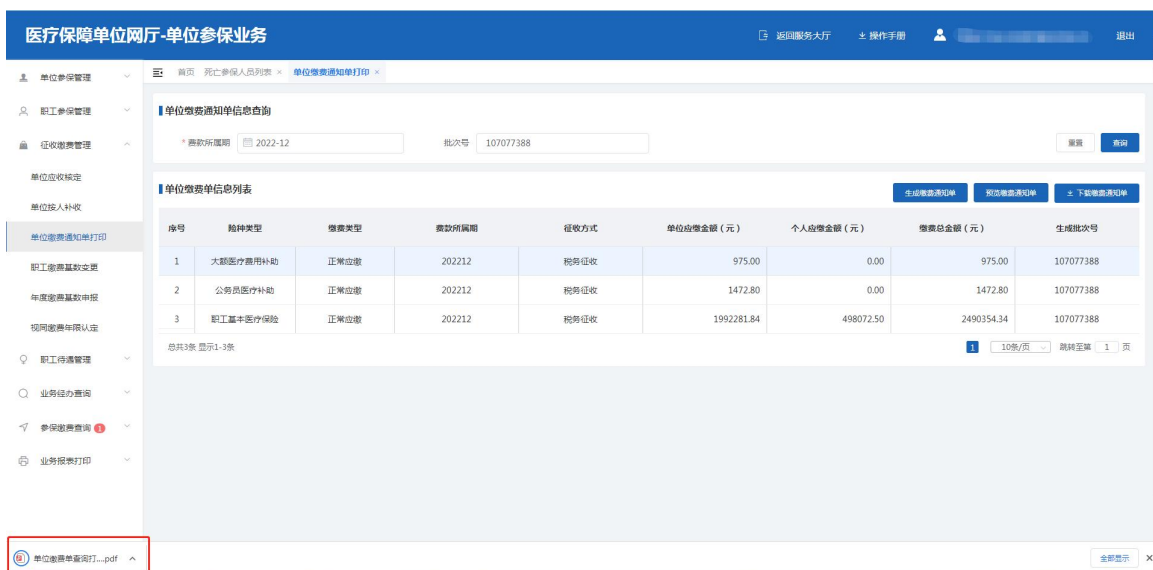 医疗保障单位网厅-单位参保业务
返回服务大厅 操作手册 退出
单位参保管理
职工参保管理
征收缴费管理
单位应收核定
单位按人补收
单位缴费通知单打印
职工缴费基数变更
年度缴费基数申报
视同缴费年限认定
职工待遇管理
业务经办查询
参保缴费查询 1
业务报表打印
首页 死亡参保人员列表 × 单位缴费通知单打印 ×
单位缴费通知单信息查询
* 费款所属期 2022-12 批次号 107077388 重置 查询
单位缴费单信息列表 生成缴费通知单 预览缴费通知单 下载缴费通知单
序号 险种类型 缴费类型 费款所属期 征收方式 单位应缴金额（元） 个人应缴金额（元） 缴费总金额（元） 生成批次号
1 大额医疗费用补助 正常应缴 202212 税务征收 975.00 0.00 975.00 107077388
2 公务员医疗补助 正常应缴 202212 税务征收 1472.80 0.00 1472.80 107077388
3 职工基本医疗保险 正常应缴 202212 税务征收 1992281.84 498072.50 2490354.34 107077388
总共3条 显示1-3条 1 10条/页 跳转至第 1 页
单位缴费单查询打....pdf 全部显示 ×